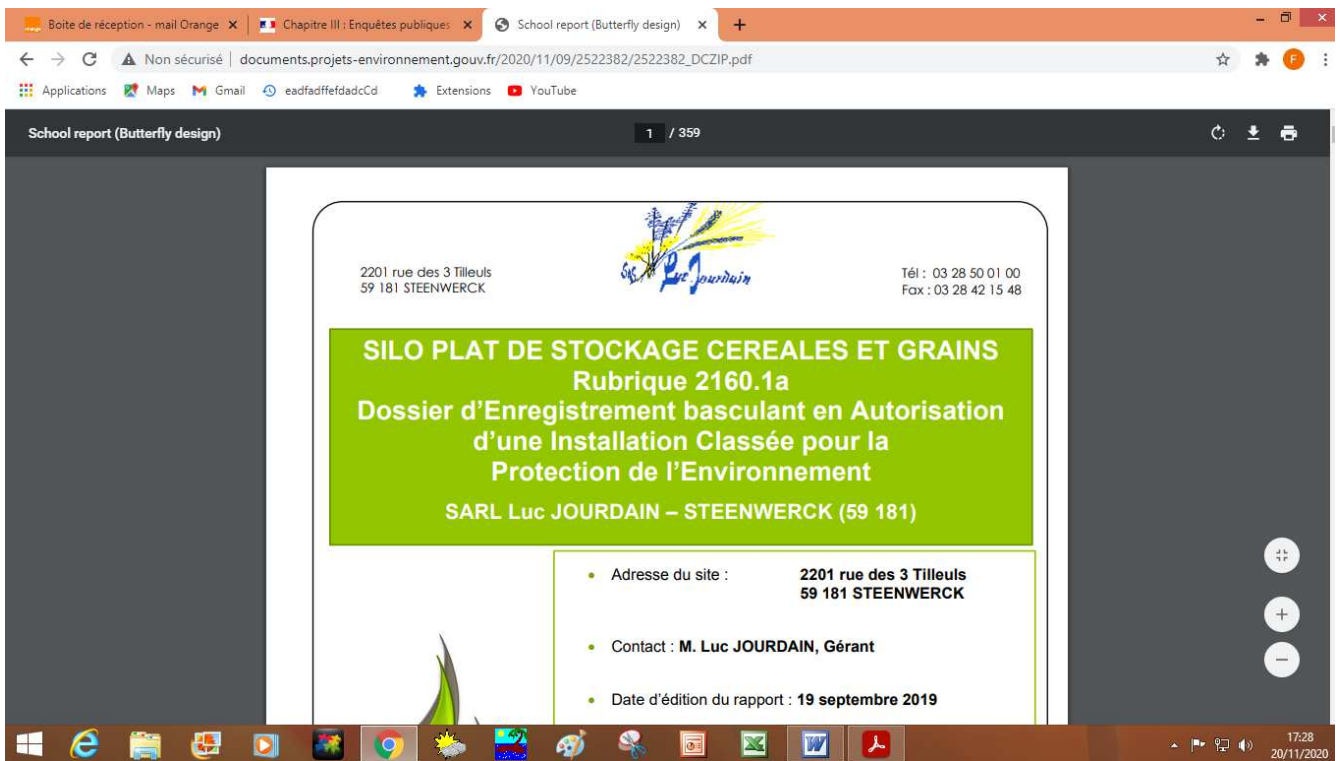 Boite de réception - mail Orange
Chapitre III : Enquêtes publiques
School report (Butterfly design)
Non sécurisé | documents.projets-environnement.gouv.fr/2020/11/09/2522382/2522382_DCZIP.pdf
F
Applications Maps Gmail eadfadffefdadcCd Extensions YouTube
School report (Butterfly design)
1 / 359
2201 rue des 3 Tilleuls
59 181 STEENWERCK
SAS Luc Jourdain
Tél : 03 28 50 01 00
Fax : 03 28 42 15 48
SILO PLAT DE STOCKAGE CEREALES ET GRAINS
Rubrique 2160.1a
Dossier d'Enregistrement basculant en Autorisation
d'une Installation Classée pour la
Protection de l'Environnement
SARL Luc JOURDAIN – STEENWERCK (59 181)
• Adresse du site : 2201 rue des 3 Tilleuls
59 181 STEENWERCK
• Contact : M. Luc JOURDAIN, Gérant
• Date d'édition du rapport : 19 septembre 2019
17:28
20/11/2020